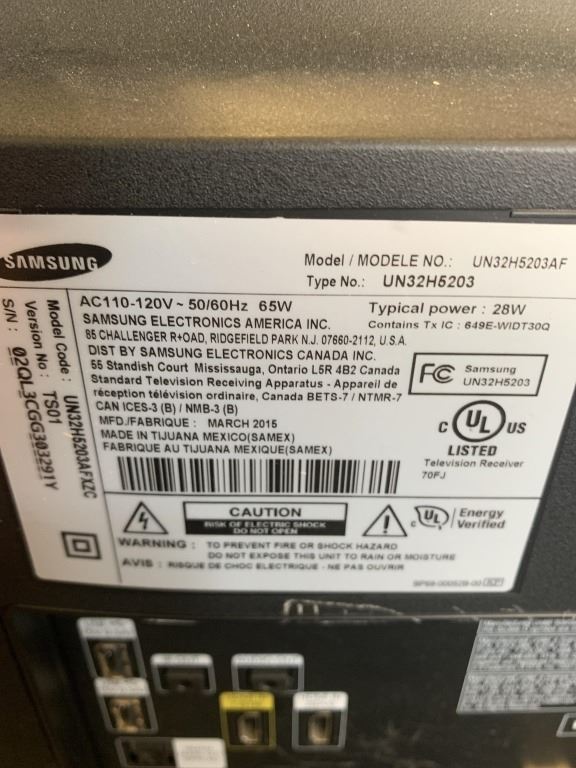 SAMSUNG
Model / MODELE NO.: UN32H5203AF
Type No.: UN32H5203
AC110-120V ~ 50/60Hz 65W
Typical power : 28W
SAMSUNG ELECTRONICS AMERICA INC.
Contains Tx IC : 649E-WIDT30Q
85 CHALLENGER R+OAD, RIDGEFIELD PARK N.J. 07660-2112, U.S.A.
DIST BY SAMSUNG ELECTRONICS CANADA INC.
55 Standish Court Mississauga, Ontario L5R 4B2 Canada
Standard Television Receiving Apparatus - Appareil de
réception télévision ordinaire, Canada BETS-7 / NTMR-7
CAN ICES-3 (B) / NMB-3 (B)
MFD./FABRIQUE : MARCH 2015
MADE IN TIJUANA MEXICO(SAMEX)
FABRIQUE AU TIJUANA MEXIQUE(SAMEX)
Model Code : UN32H5203AFXZC
Version No : TS01
S/N : 02QL3CGG303291Y
FC Samsung
UN32H5203
C UL US
LISTED
Television Receiver
70FJ
CAUTION
RISK OF ELECTRIC SHOCK
DO NOT OPEN
c UL Energy
Verified
WARNING : TO PREVENT FIRE OR SHOCK HAZARD
DO NOT EXPOSE THIS UNIT TO RAIN OR MOISTURE
AVIS : RISQUE DE CHOC ELECTRIQUE - NE PAS OUVRIR